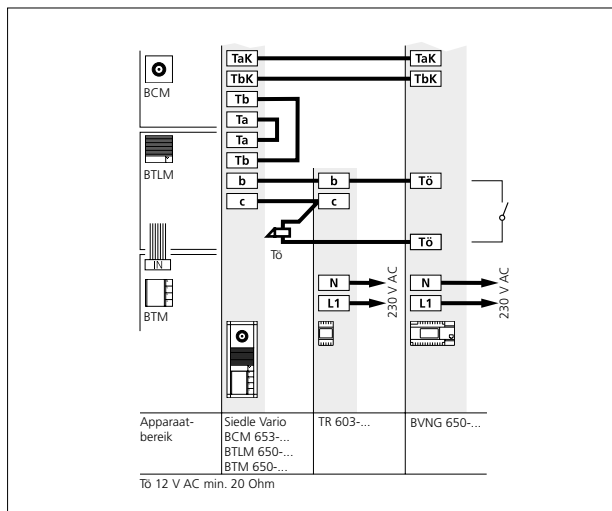 TaK TaK
BCM TbK TbK
Tb
Ta
Ta
BTLM Tb
b b Tö
c c
Tö Tö
IN
BTM N 230 V AC N 230 V AC
L1 L1
Apparaat- Siedle Vario TR 603-... BVNG 650-...
bereik BCM 653-...
BTLM 650-...
BTM 650-...
Tö 12 V AC min. 20 Ohm